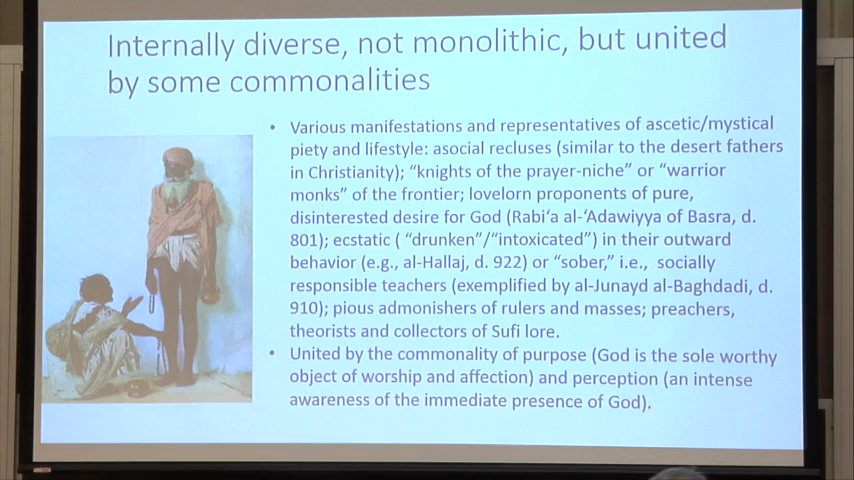 Internally diverse, not monolithic, but united
by some commonalities
• Various manifestations and representatives of ascetic/mystical
piety and lifestyle: asocial recluses (similar to the desert fathers
in Christianity); “knights of the prayer-niche” or “warrior
monks” of the frontier; lovelorn proponents of pure,
disinterested desire for God (Rabi‘a al-‘Adawiyya of Basra, d.
801); ecstatic ( “drunken”/“intoxicated”) in their outward
behavior (e.g., al-Hallaj, d. 922) or “sober,” i.e., socially
responsible teachers (exemplified by al-Junayd al-Baghdadi, d.
910); pious admonishers of rulers and masses; preachers,
theorists and collectors of Sufi lore.
• United by the commonality of purpose (God is the sole worthy
object of worship and affection) and perception (an intense
awareness of the immediate presence of God).